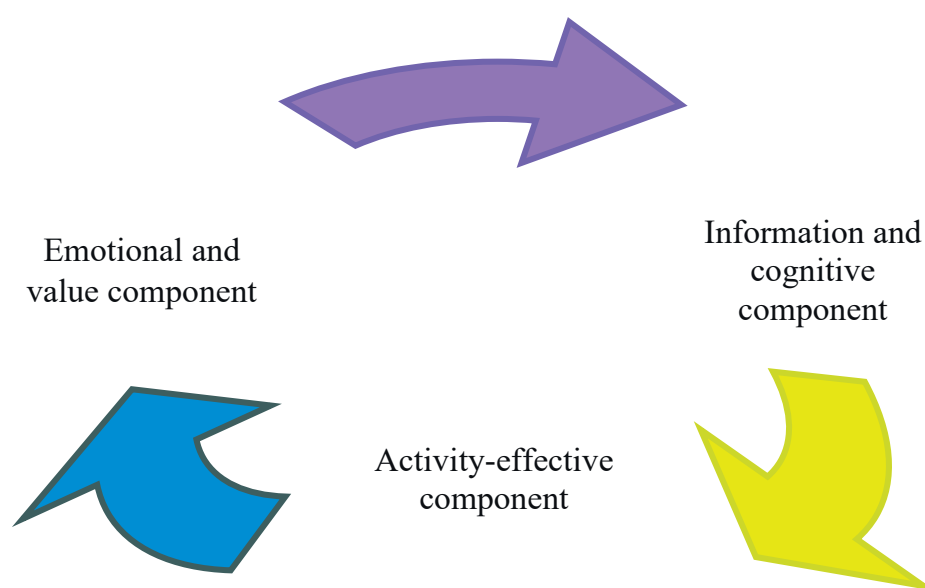 Emotional and
value component
Information and
cognitive
component
Activity-effective
component